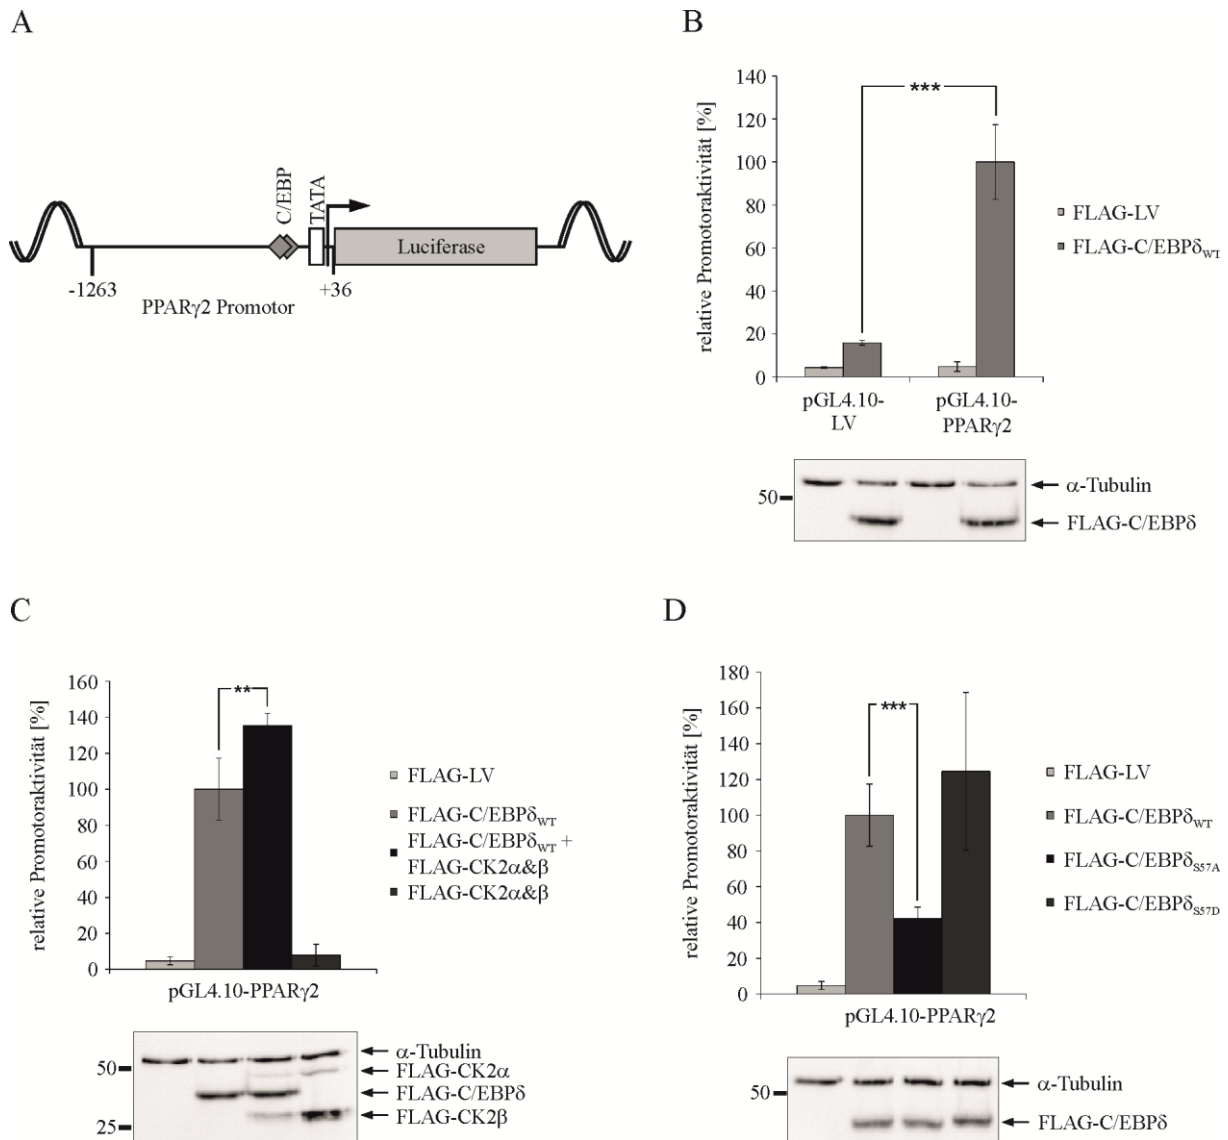 A
C/EBP
TATA
Luciferase
-1263
+36
PPARγ2 Promotor
B
relative Promotoraktivität [%]
140
120
100
80
60
40
20
0
***
pGL4.10-
LV
pGL4.10-
PPARγ2
FLAG-LV
FLAG-C/EBPδWT
50
α-Tubulin
FLAG-C/EBPδ
C
relative Promotoraktivität [%]
160
140
120
100
80
60
40
20
0
**
pGL4.10-PPARγ2
FLAG-LV
FLAG-C/EBPδWT
FLAG-C/EBPδWT +
FLAG-CK2α&β
FLAG-CK2α&β
50
25
α-Tubulin
FLAG-CK2α
FLAG-C/EBPδ
FLAG-CK2β
D
relative Promotoraktivität [%]
180
160
140
120
100
80
60
40
20
0
***
pGL4.10-PPARγ2
FLAG-LV
FLAG-C/EBPδWT
FLAG-C/EBPδS57A
FLAG-C/EBPδS57D
50
α-Tubulin
FLAG-C/EBPδ